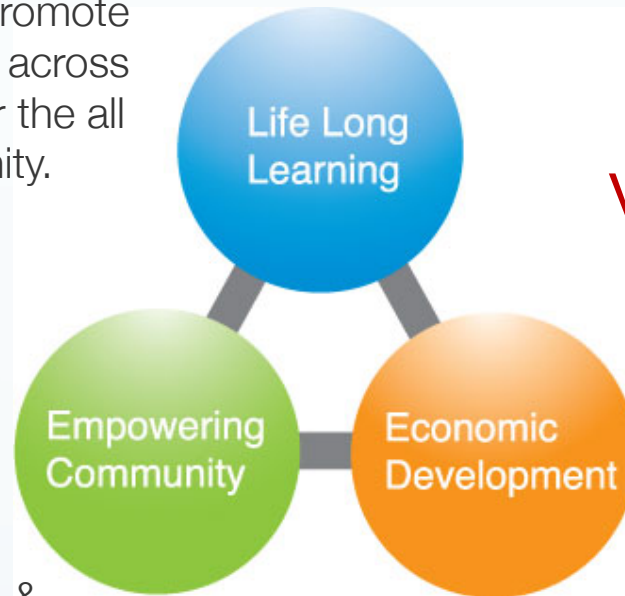 romote
across
r the all
nity.
Life Long
Learning
V
Empowering
Community
Economic
Development
&